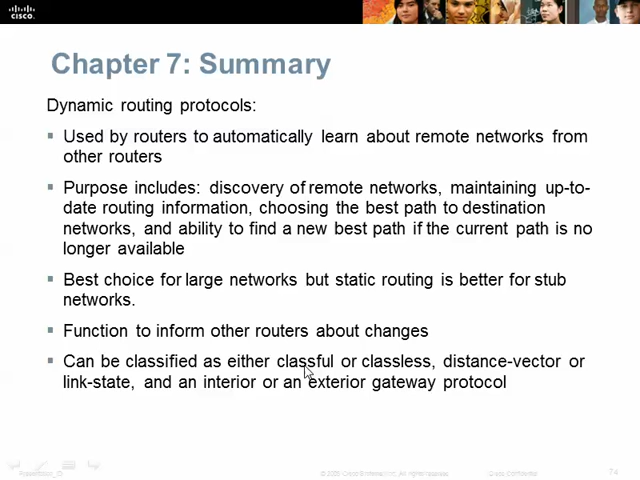 CISCO
Chapter 7: Summary
Dynamic routing protocols:
Used by routers to automatically learn about remote networks from
other routers
Purpose includes: discovery of remote networks, maintaining up-to-
date routing information, choosing the best path to destination
networks, and ability to find a new best path if the current path is no
longer available
Best choice for large networks but static routing is better for stub
networks.
Function to inform other routers about changes
Can be classified as either classful or classless, distance-vector or
link-state, and an interior or an exterior gateway protocol
Presentation_ID
Cisco Confidential
74